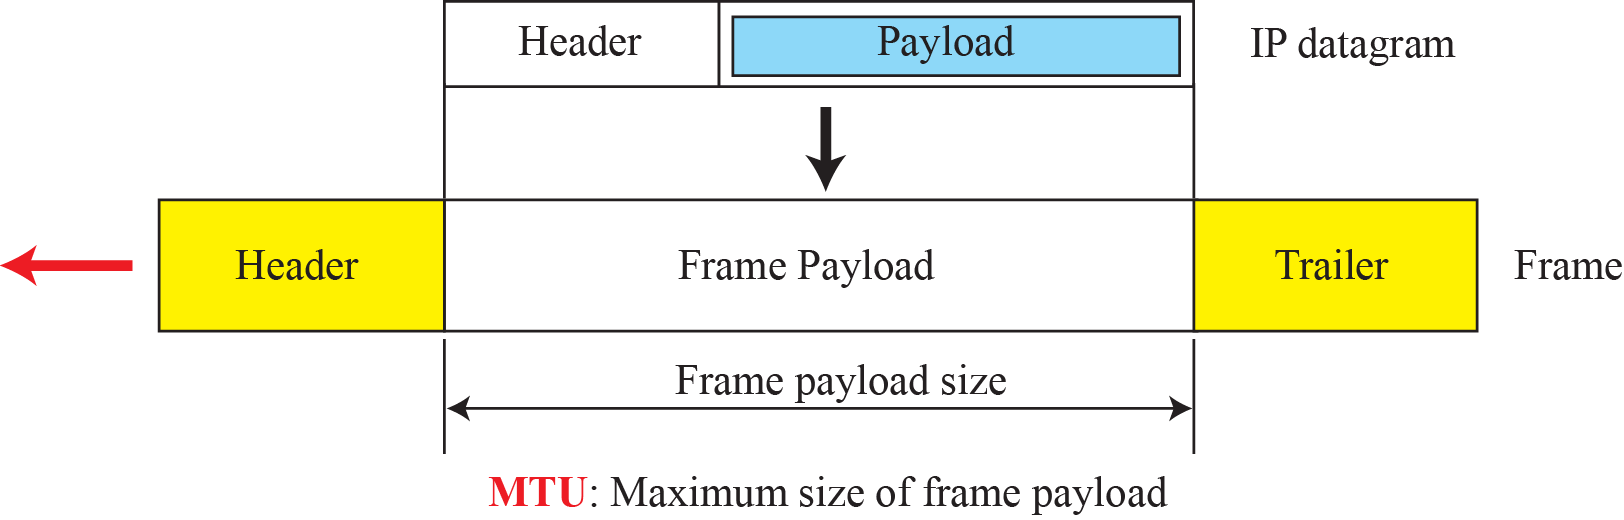 Header Payload IP datagram
Header Frame Payload Trailer Frame
Frame payload size
MTU: Maximum size of frame payload